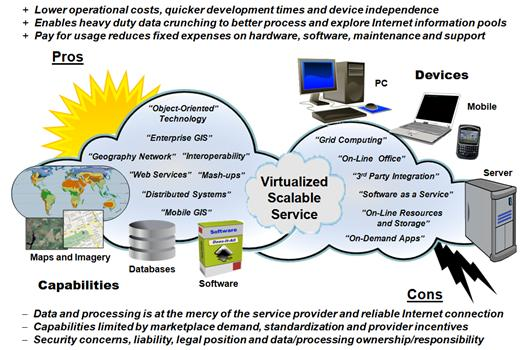 + Lower operational costs, quicker development times and device independence
+ Enables heavy duty data crunching to better process and explore Internet information pools
+ Pay for usage reduces fixed expenses on hardware, software, maintenance and support
Pros
Devices
PC
Mobile
Server
"Object-Oriented"
Technology
"Enterprise GIS"
"Geography Network" "Interoperability"
"Web Services" "Mash-ups"
"Distributed Systems"
"Mobile GIS"
Virtualized
Scalable
Service
"Grid Computing"
"On-Line Office"
"3rd Party Integration"
"Software as a Service"
"On-Line Resources
and Storage"
"On-Demand Apps"
Maps and Imagery
Databases
Software
Does-It-All
Software
Capabilities
Cons
– Data and processing is at the mercy of the service provider and reliable Internet connection
– Capabilities limited by marketplace demand, standardization and provider incentives
– Security concerns, liability, legal position and data/processing ownership/responsibility